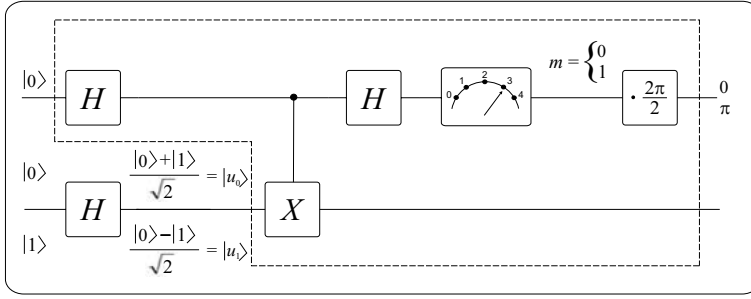 |0⟩ H H 0 1 2 3 4 m = { 0 1 · 2π/2 0 π
|0⟩ |0⟩+|1⟩/√2 = |u₀⟩
H X
|1⟩ |0⟩−|1⟩/√2 = |u₁⟩